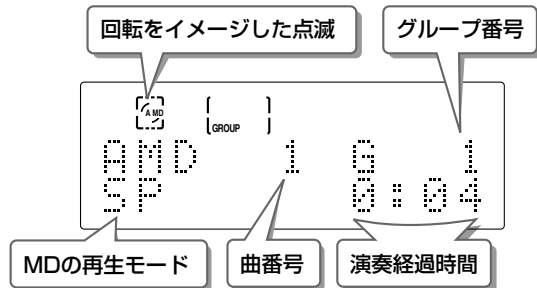 回転をイメージした点滅
グループ番号
A MD
GROUP
AMD 1 G 1
SP 0:04
MDの再生モード
曲番号
演奏経過時間